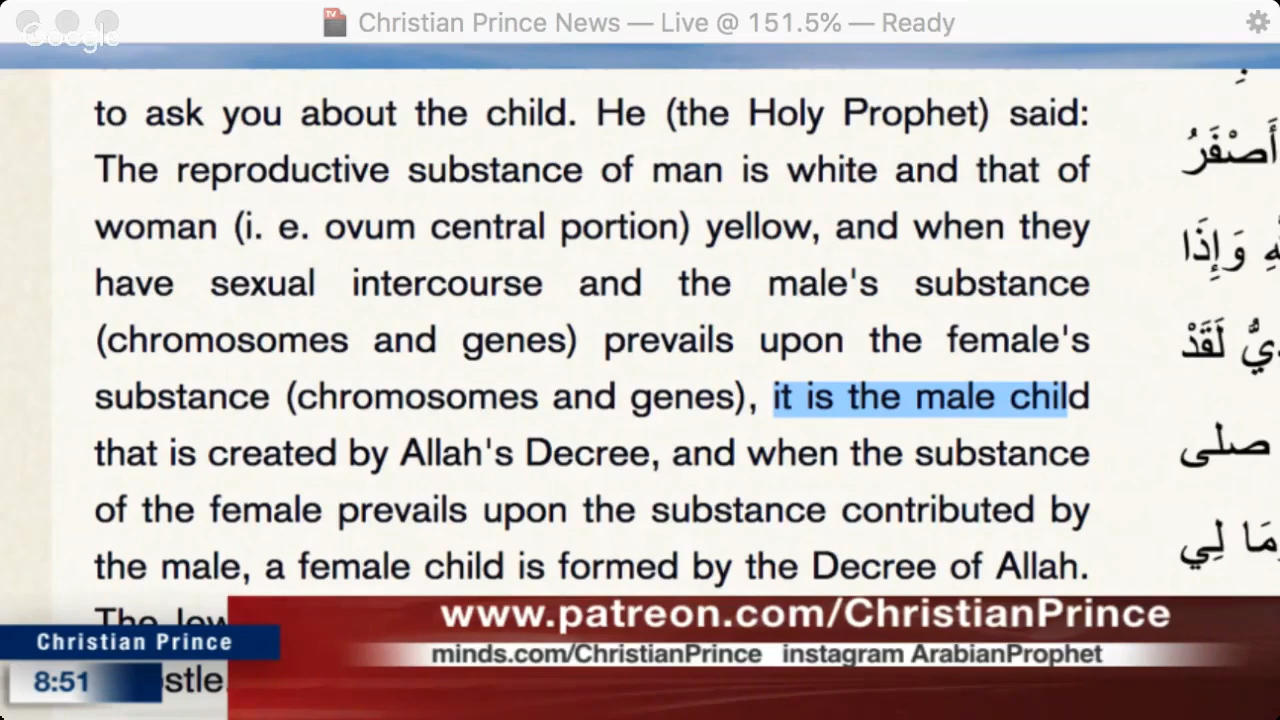 Christian Prince News — Live @ 151.5% — Ready
Google
to ask you about the child. He (the Holy Prophet) said:
The reproductive substance of man is white and that of
woman (i. e. ovum central portion) yellow, and when they
have sexual intercourse and the male's substance
(chromosomes and genes) prevails upon the female's
substance (chromosomes and genes), it is the male child
that is created by Allah's Decree, and when the substance
of the female prevails upon the substance contributed by
the male, a female child is formed by the Decree of Allah.
The
أَصْفَرُ
وَإِذَا
لَقَدْ
صلى
لِي
www.patreon.com/ChristianPrince
Christian Prince
minds.com/ChristianPrince instagram ArabianProphet
8:51